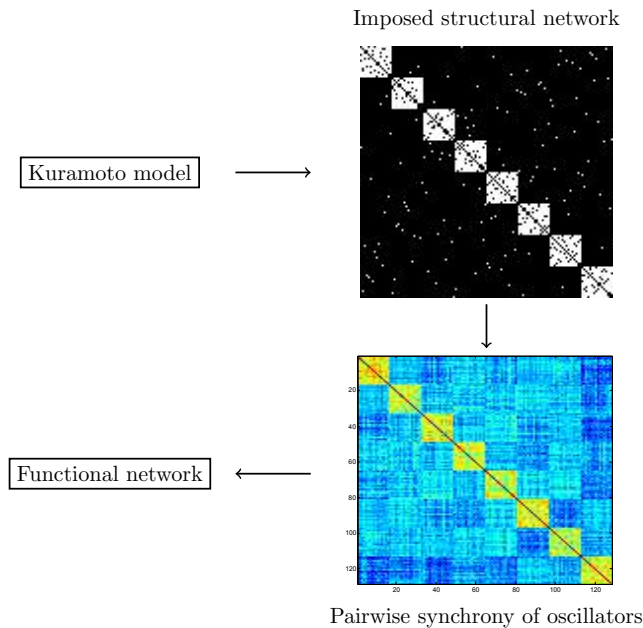 Imposed structural network
Kuramoto model
20
40
60
80
100
120
20 40 60 80 100 120
Functional network
Pairwise synchrony of oscillators